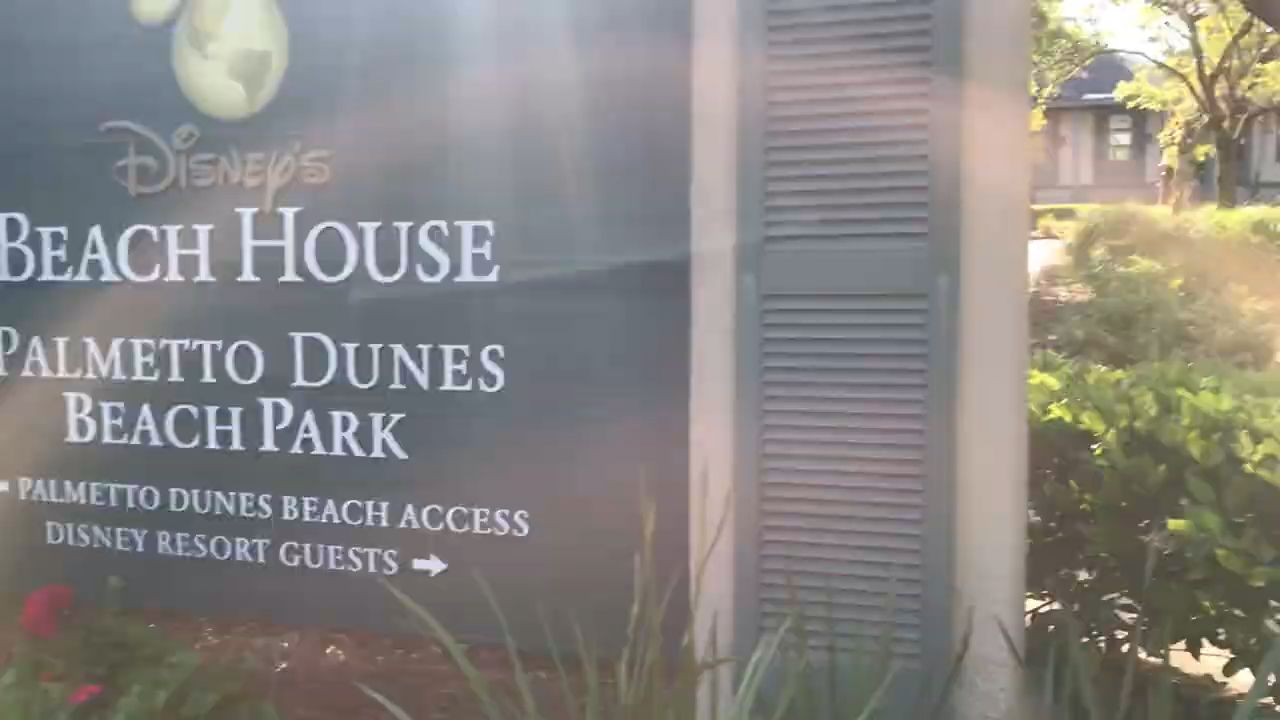 Disney's
BEACH HOUSE
PALMETTO DUNES
BEACH PARK
PALMETTO DUNES BEACH ACCESS
DISNEY RESORT GUESTS →